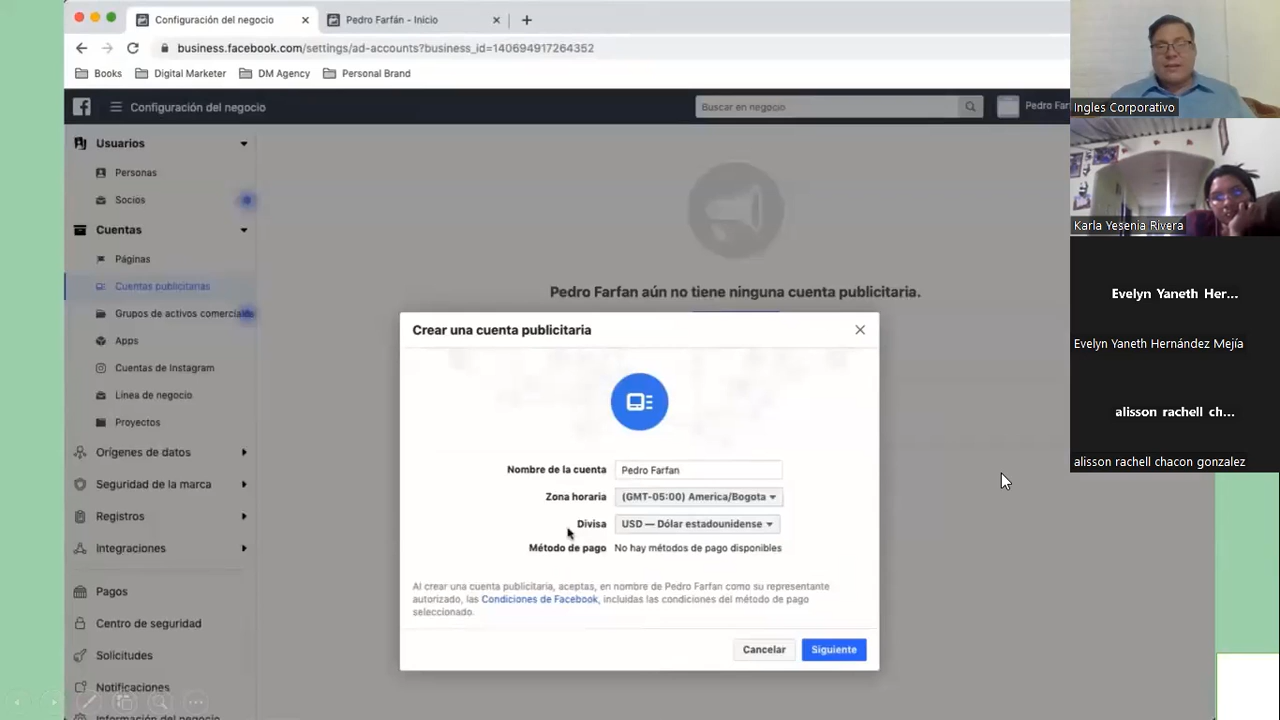 Configuración del negocio
Pedro Farfán - Inicio
business.facebook.com/settings/ad-accounts?business_id=140694917264352
Books
Digital Marketer
DM Agency
Personal Brand
Configuración del negocio
Buscar en negocio
Pedro Far
Usuarios
Personas
Socios
Cuentas
Páginas
Cuentas publicitarias
Grupos de activos comerciales
Apps
Cuentas de Instagram
Línea de negocio
Proyectos
Orígenes de datos
Seguridad de la marca
Registros
Integraciones
Pagos
Centro de seguridad
Solicitudes
Notificaciones
Información del negocio
Pedro Farfan aún no tiene ninguna cuenta publicitaria.
Crear una cuenta publicitaria
Nombre de la cuenta Pedro Farfan
Zona horaria (GMT-05:00) America/Bogota
Divisa USD — Dólar estadounidense
Método de pago No hay métodos de pago disponibles
Al crear una cuenta publicitaria, aceptas, en nombre de Pedro Farfan como su representante
autorizado, las Condiciones de Facebook, incluidas las condiciones del método de pago
seleccionado.
Cancelar
Siguiente
Ingles Corporativo
Karla Yesenia Rivera
Evelyn Yaneth Her...
Evelyn Yaneth Hernández Mejía
alisson rachell ch...
alisson rachell chacon gonzalez